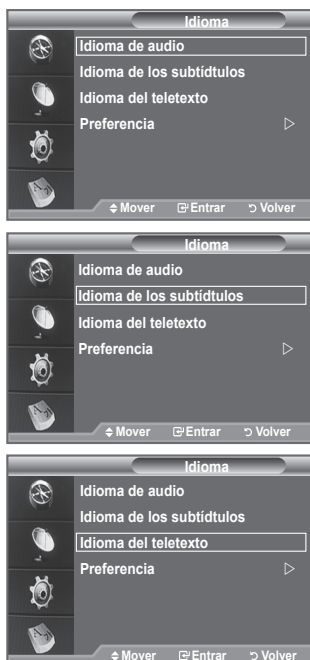 Idioma
Idioma de audio
Idioma de los subtídtulos
Idioma del teletexto
Preferencia
Mover Entrar Volver
Idioma
Idioma de audio
Idioma de los subtídtulos
Idioma del teletexto
Preferencia
Mover Entrar Volver
Idioma
Idioma de audio
Idioma de los subtídtulos
Idioma del teletexto
Preferencia
Mover Entrar Volver